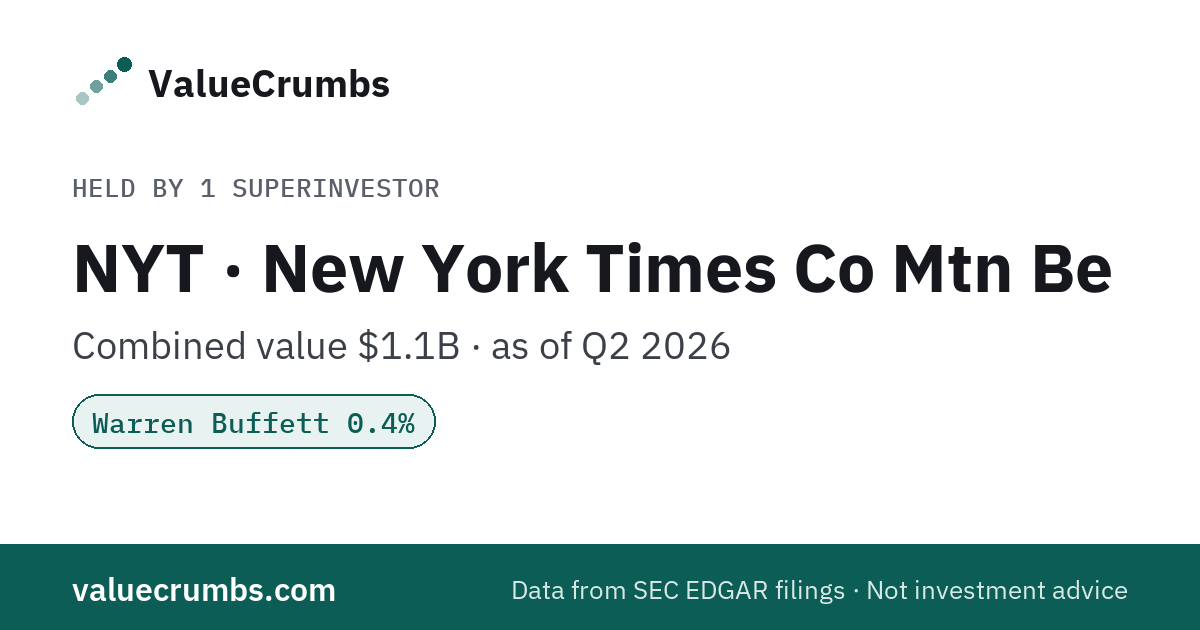 ValueCrumbs
HELD BY 1 SUPERINVESTOR
NYT · New York Times Co Mtn Be
Combined value $1.1B · as of Q2 2026
Warren Buffett 0.4%
valuecrumbs.com
Data from SEC EDGAR filings · Not investment advice